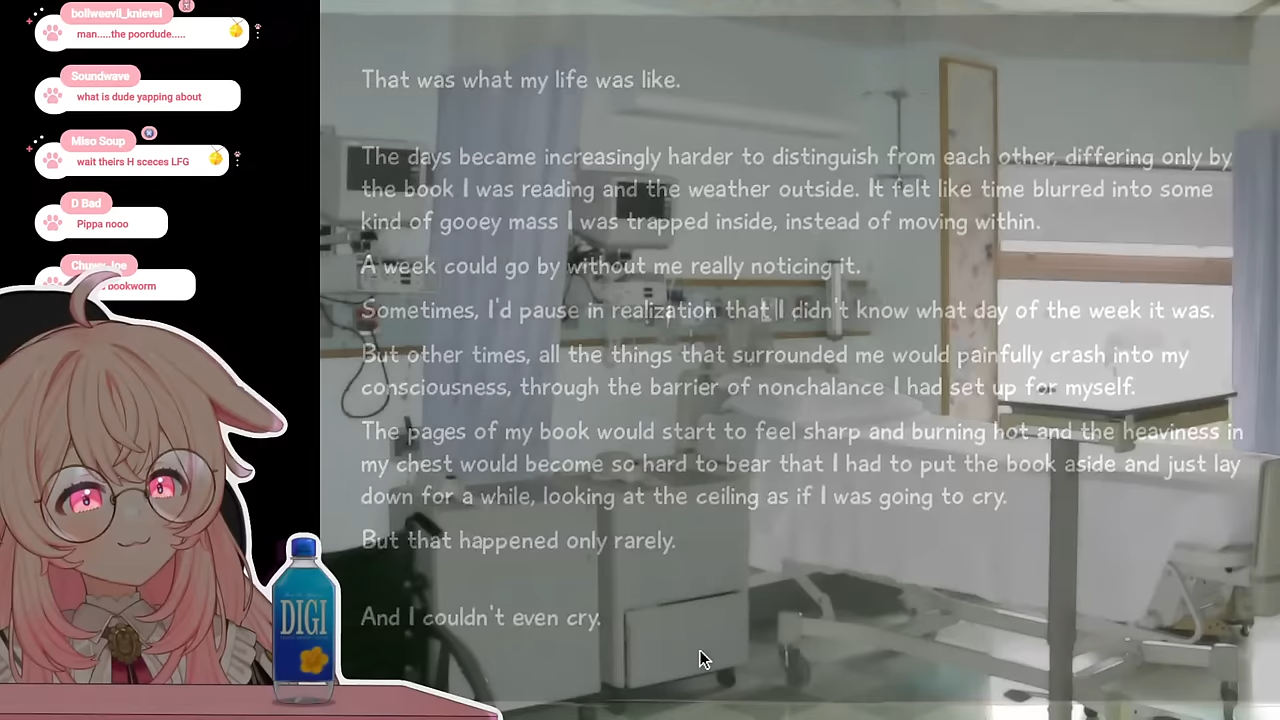 bollweevil_knievel
man.....the poordude.....
Soundwave
what is dude yapping about
Miso Soup
wait theirs H sceces LFG
D Bad
Pippa nooo
bookworm
That was what my life was like.
The days became increasingly harder to distinguish from each other, differing only by
the book I was reading and the weather outside. It felt like time blurred into some
kind of gooey mass I was trapped inside, instead of moving within.
A week could go by without me really noticing it.
Sometimes, I'd pause in realization that I didn't know what day of the week it was.
But other times, all the things that surrounded me would painfully crash into my
consciousness, through the barrier of nonchalance I had set up for myself.
The pages of my book would start to feel sharp and burning hot and the heaviness in
my chest would become so hard to bear that I had to put the book aside and just lay
down for a while, looking at the ceiling as if I was going to cry.
But that happened only rarely.
And I couldn't even cry.
DIGI